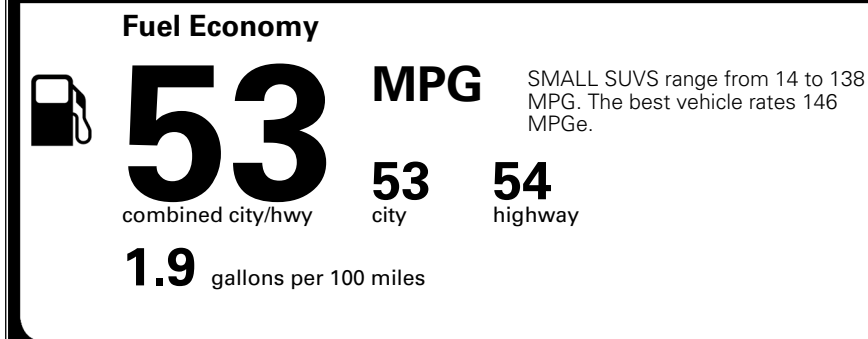 Fuel Economy
53 MPG
SMALL SUVS range from 14 to 138
MPG. The best vehicle rates 146
MPGe.
53 54
combined city/hwy city highway
1.9 gallons per 100 miles